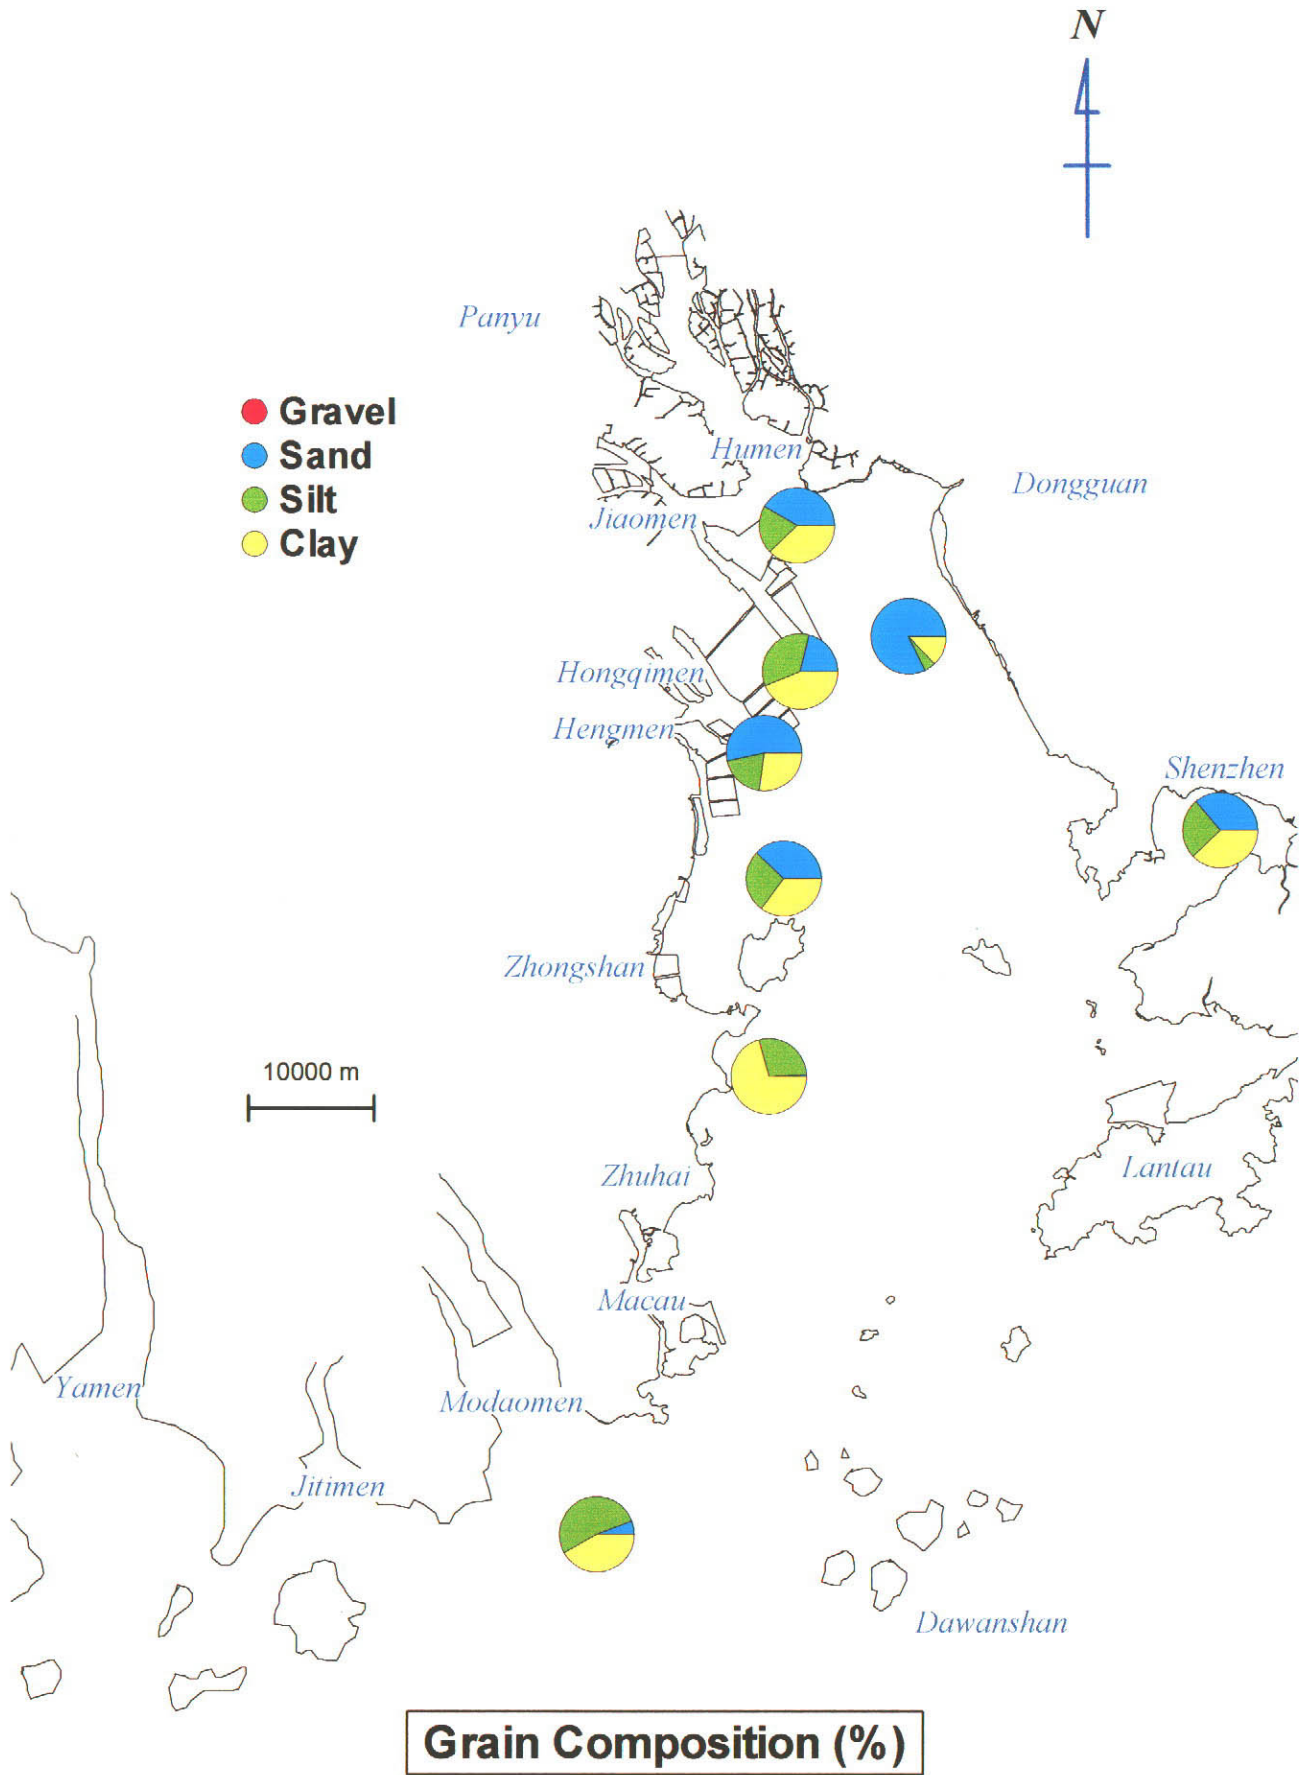 N
Panyu
Gravel
Sand
Silt
Clay
Humen
Dongguan
Jiaomen
Hongqimen
Hengmen
Shenzhen
Zhongshan
10000 m
Zhuhai
Lantau
Macau
Yamen
Modaomen
Jitimen
Dawanshan
Grain Composition (%)